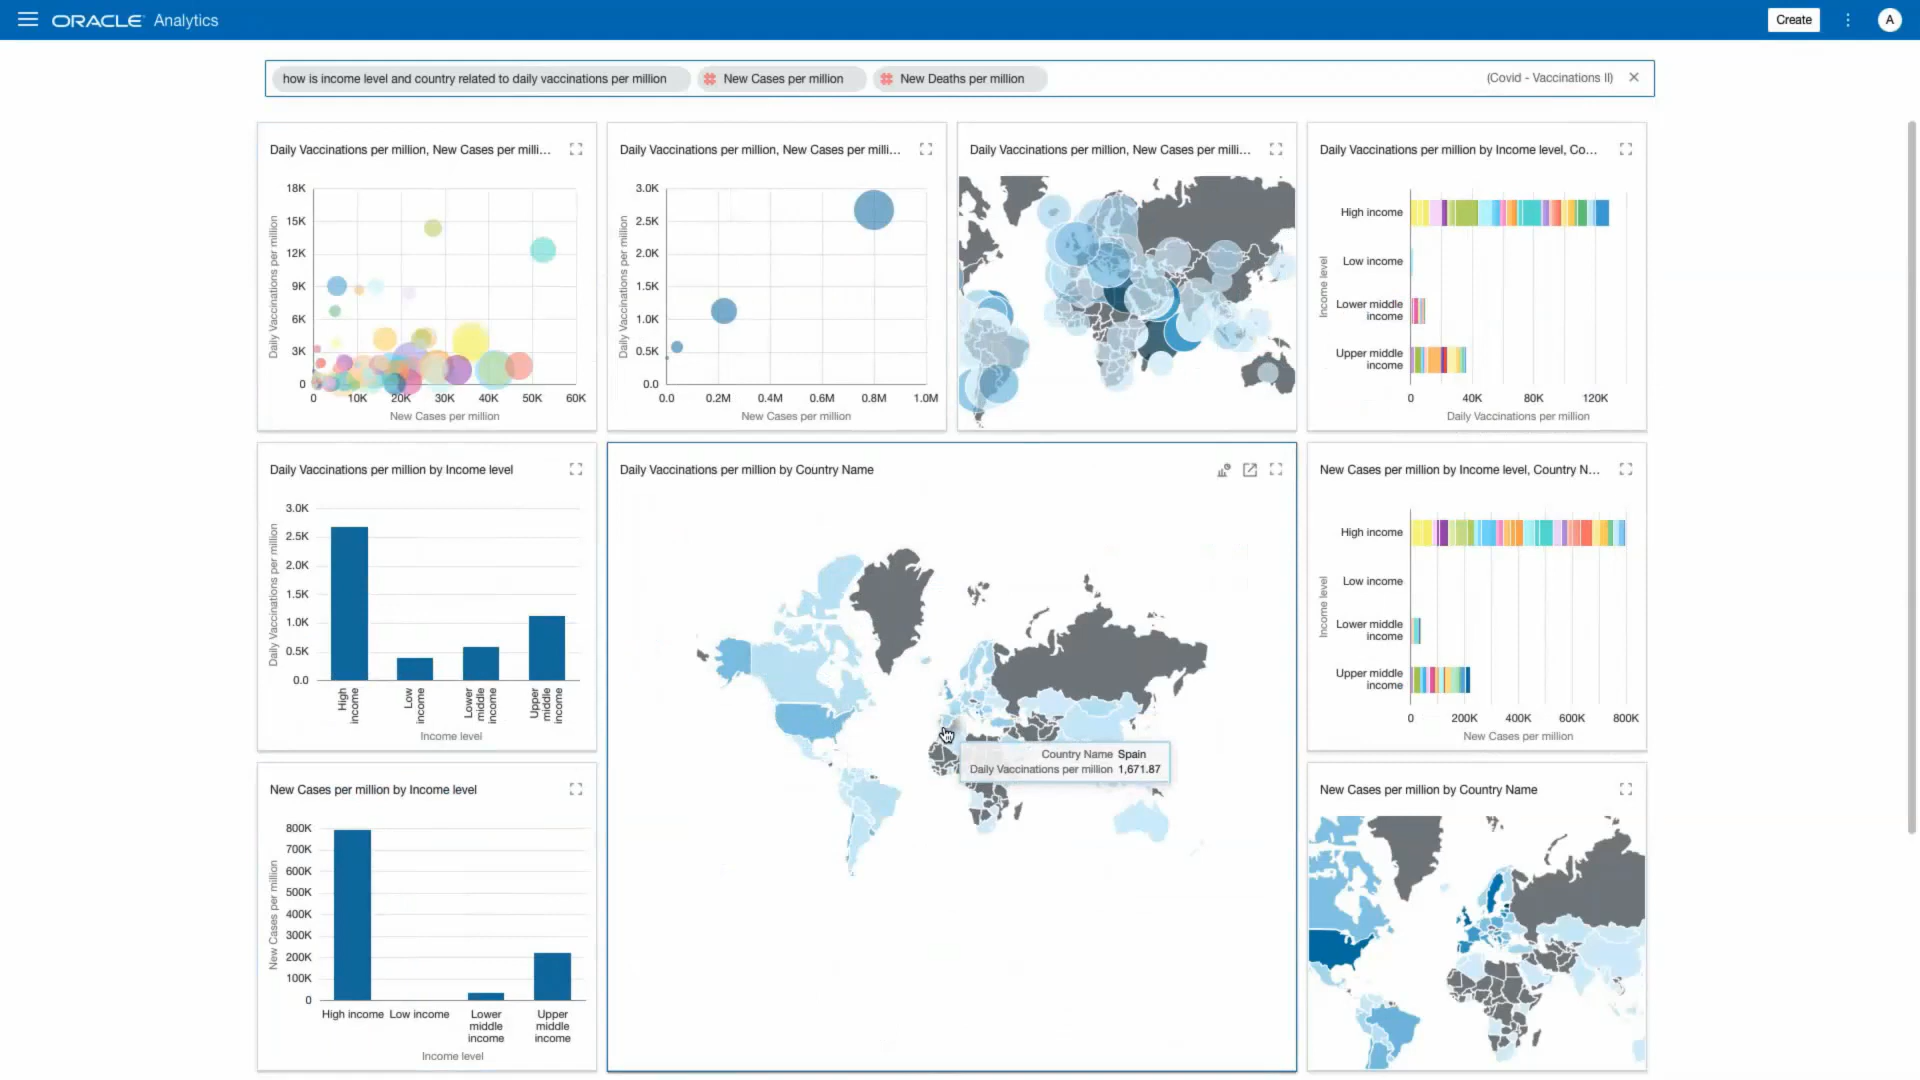 ORACLE Analytics
Create
A
how is income level and country related to daily vaccinations per million
New Cases per million
New Deaths per million
(Covid - Vaccinations II)
Daily Vaccinations per million, New Cases per milli...
Daily Vaccinations per million
18K
15K
12K
9K
6K
3K
0
0 10K 20K 30K 40K 50K 60K
New Cases per million
Daily Vaccinations per million, New Cases per milli...
Daily Vaccinations per million
3.0K
2.5K
2.0K
1.5K
1.0K
0.5K
0.0
0.0 0.2M 0.4M 0.6M 0.8M 1.0M
New Cases per million
Daily Vaccinations per million, New Cases per milli...
Daily Vaccinations per million by Income level, Co...
Income level
High income
Low income
Lower middle
income
Upper middle
income
0 40K 80K 120K
Daily Vaccinations per million
Daily Vaccinations per million by Income level
Daily Vaccinations per million
3.0K
2.5K
2.0K
1.5K
1.0K
0.5K
0.0
High
income
Low
income
Lower
middle
income
Upper
middle
income
Income level
Daily Vaccinations per million by Country Name
Country Name Spain
Daily Vaccinations per million 1,671.87
New Cases per million by Income level, Country N...
Income level
High income
Low income
Lower middle
income
Upper middle
income
0 200K 400K 600K 800K
New Cases per million
New Cases per million by Income level
New Cases per million
800K
700K
600K
500K
400K
300K
200K
100K
0
High income
Low income
Lower
middle
income
Upper
middle
income
Income level
New Cases per million by Country Name